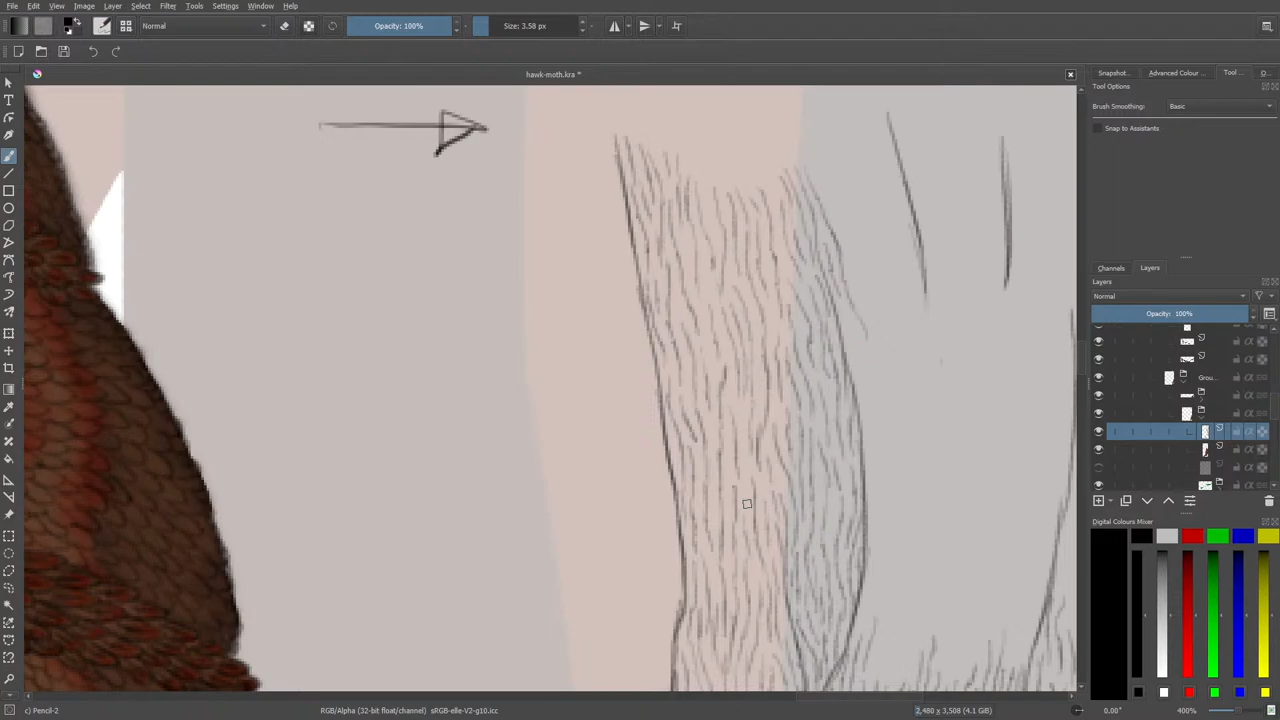 File Edit View Image Layer Select Filter Tools Settings Window Help
Normal Opacity: 100% Size: 3.58 px
hawk-moth.kra *
Snapshot... Advanced Colour ... Tool ... O...
Tool Options
Brush Smoothing: Basic
Snap to Assistants
Channels Layers
Layers
Normal
Opacity: 100%
Grou...
Digital Colours Mixer
c) Pencil-2 RGB/Alpha (32-bit float/channel) sRGB-elle-V2-g10.icc 2,480 x 3,508 (4.1 GiB) 0.00° 400%